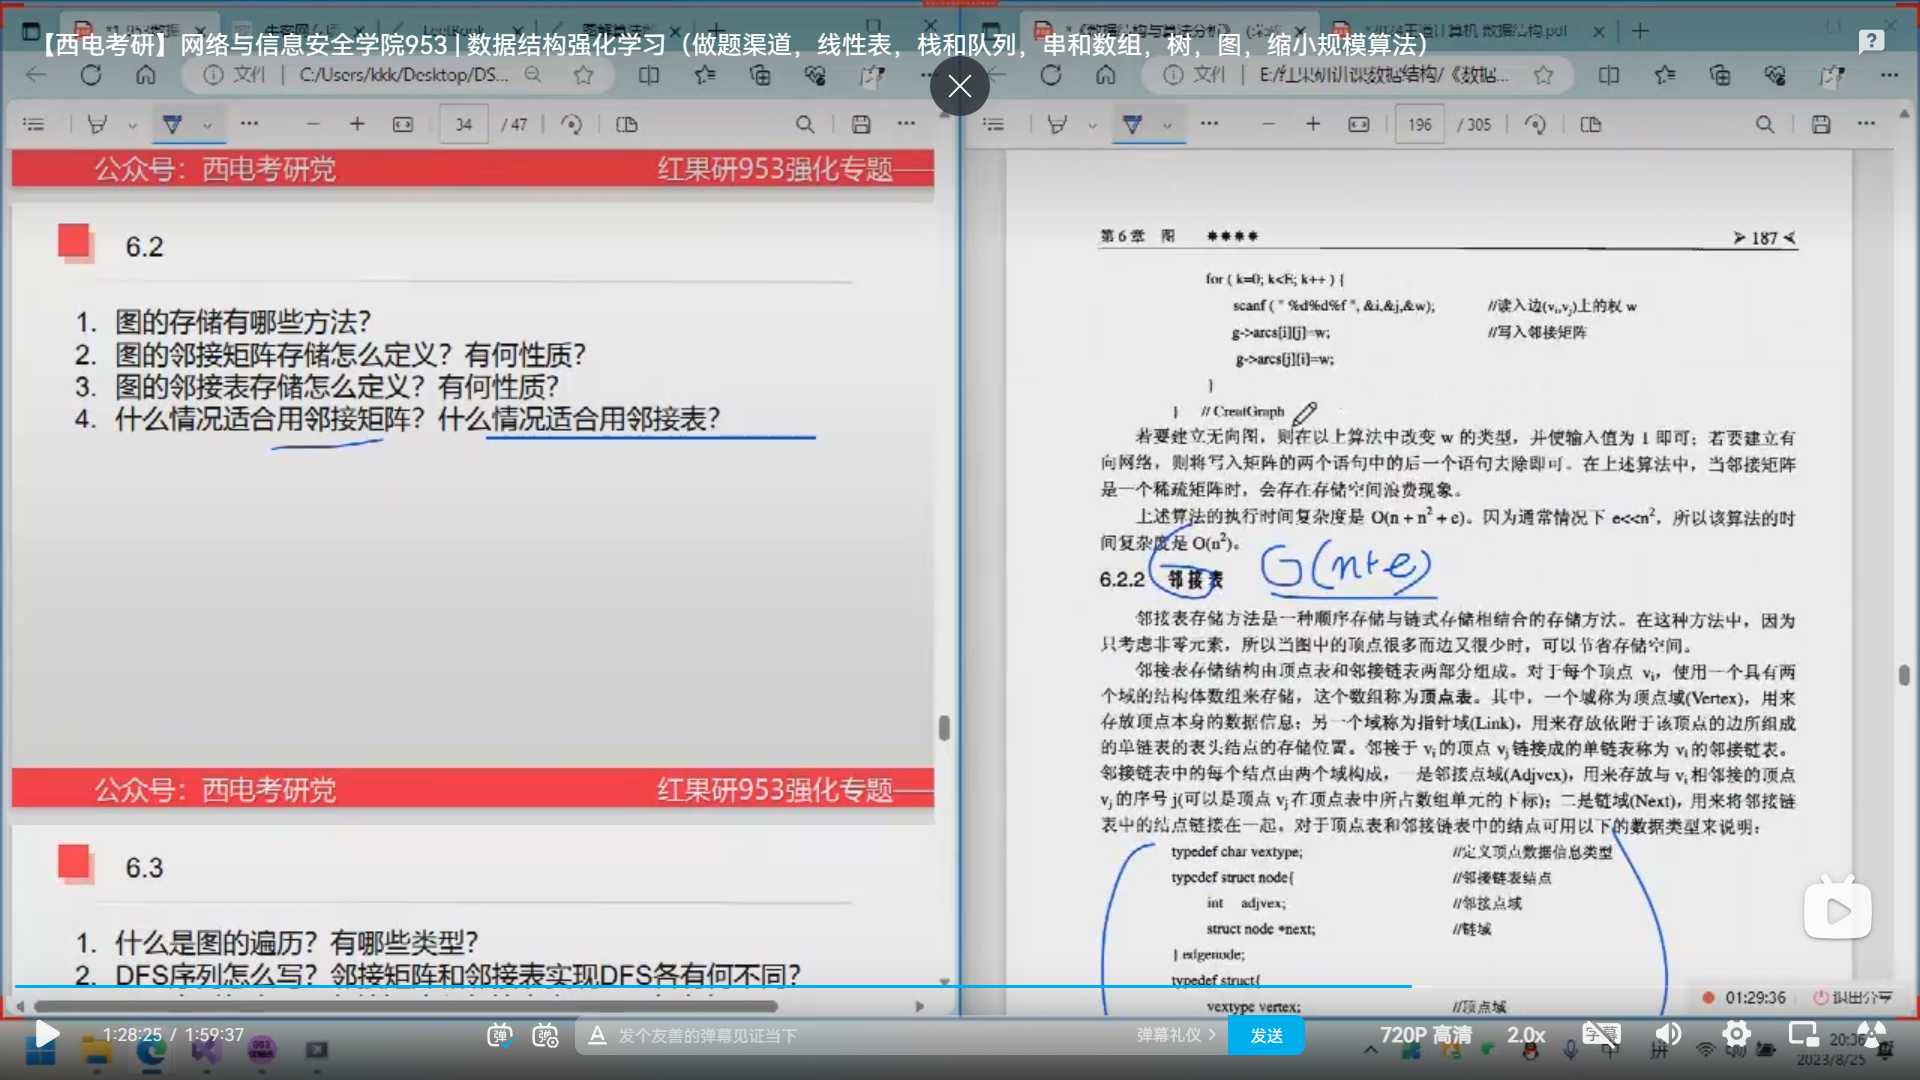 【西电考研】网络与信息安全学院953 | 数据结构强化学习（做题渠道，线性表，栈和队列，串和数组，树，图，缩小规模算法）
文件 | C:/Users/kkk/Desktop/DS...
34 / 47
公众号：西电考研党 红果研953强化专题——
6.2
1. 图的存储有哪些方法？
2. 图的邻接矩阵存储怎么定义？有何性质？
3. 图的邻接表存储怎么定义？有何性质？
4. 什么情况适合用邻接矩阵？什么情况适合用邻接表？
公众号：西电考研党 红果研953强化专题——
6.3
1. 什么是图的遍历？有哪些类型？
2. DFS序列怎么写？邻接矩阵和邻接表实现DFS各有何不同？
文件 | E:/红果研训课数据结构/《数据...
196 / 305
第 6 章 图 ＊＊＊＊ ➢ 187 ≺
for ( k=0; k<E; k++ ) {
scanf ( " %d%d%f ", &i,&j,&w); //读入边(vi,vj)上的权 w
g->arcs[i][j]=w; //写入邻接矩阵
g->arcs[j][i]=w;
}
} // CreatGraph
若要建立无向图，则在以上算法中改变 w 的类型，并使输入值为 1 即可；若要建立有
向网络，则将写入矩阵的两个语句中的后一个语句去除即可。在上述算法中，当邻接矩阵
是一个稀疏矩阵时，会存在存储空间浪费现象。
上述算法的执行时间复杂度是 O(n + n² + e)。因为通常情况下 e<<n²，所以该算法的时
间复杂度是 O(n²)。
6.2.2 邻接表 G(n+e)
邻接表存储方法是一种顺序存储与链式存储相结合的存储方法。在这种方法中，因为
只考虑非零元素，所以当图中的顶点很多而边又很少时，可以节省存储空间。
邻接表存储结构由顶点表和邻接链表两部分组成。对于每个顶点 vi，使用一个具有两
个域的结构体数组来存储，这个数组称为顶点表。其中，一个域称为顶点域(Vertex)，用来
存放顶点本身的数据信息；另一个域称为指针域(Link)，用来存放依附于该顶点的边所组成
的单链表的表头结点的存储位置。邻接于 vi 的顶点 vj 链接成的单链表称为 vi 的邻接链表。
邻接链表中的每个结点由两个域构成，一是邻接点域(Adjvex)，用来存放与 vi 相邻接的顶点
vj 的序号 j(可以是顶点 vj 在顶点表中所占数组单元的下标)；二是链域(Next)，用来将邻接链
表中的结点链接在一起。对于顶点表和邻接链表中的结点可用以下的数据类型来说明：
typedef char vextype; //定义顶点数据信息类型
typedef struct node{ //邻接链表结点
int adjvex; //邻接点域
struct node *next; //链域
} edgenode;
typedef struct{
vextype vertex; //顶点域
01:29:36 退出分享
1:28:25 / 1:59:37
弹
弹
发个友善的弹幕见证当下
弹幕礼仪 >
发送
720P 高清
2.0x
字幕
中
拼
2023/8/25